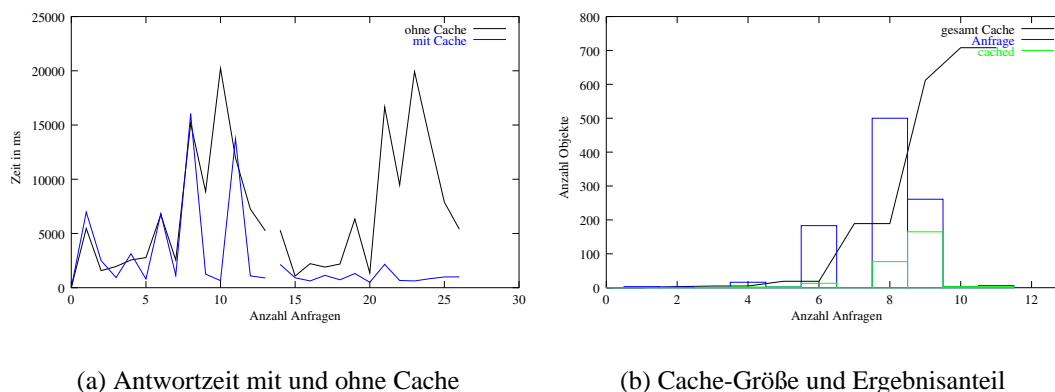 25000
20000
15000
10000
5000
0
0 5 10 15 20 25 30
Zeit in ms
Anzahl Anfragen
ohne Cache
mit Cache
(a) Antwortzeit mit und ohne Cache
800
700
600
500
400
300
200
100
0
0 2 4 6 8 10 12
Anzahl Objekte
Anzahl Anfragen
gesamt Cache
Anfrage
cached
(b) Cache-Größe und Ergebnisanteil